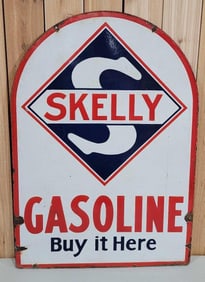 S
SKELLY
GASOLINE
Buy it Here